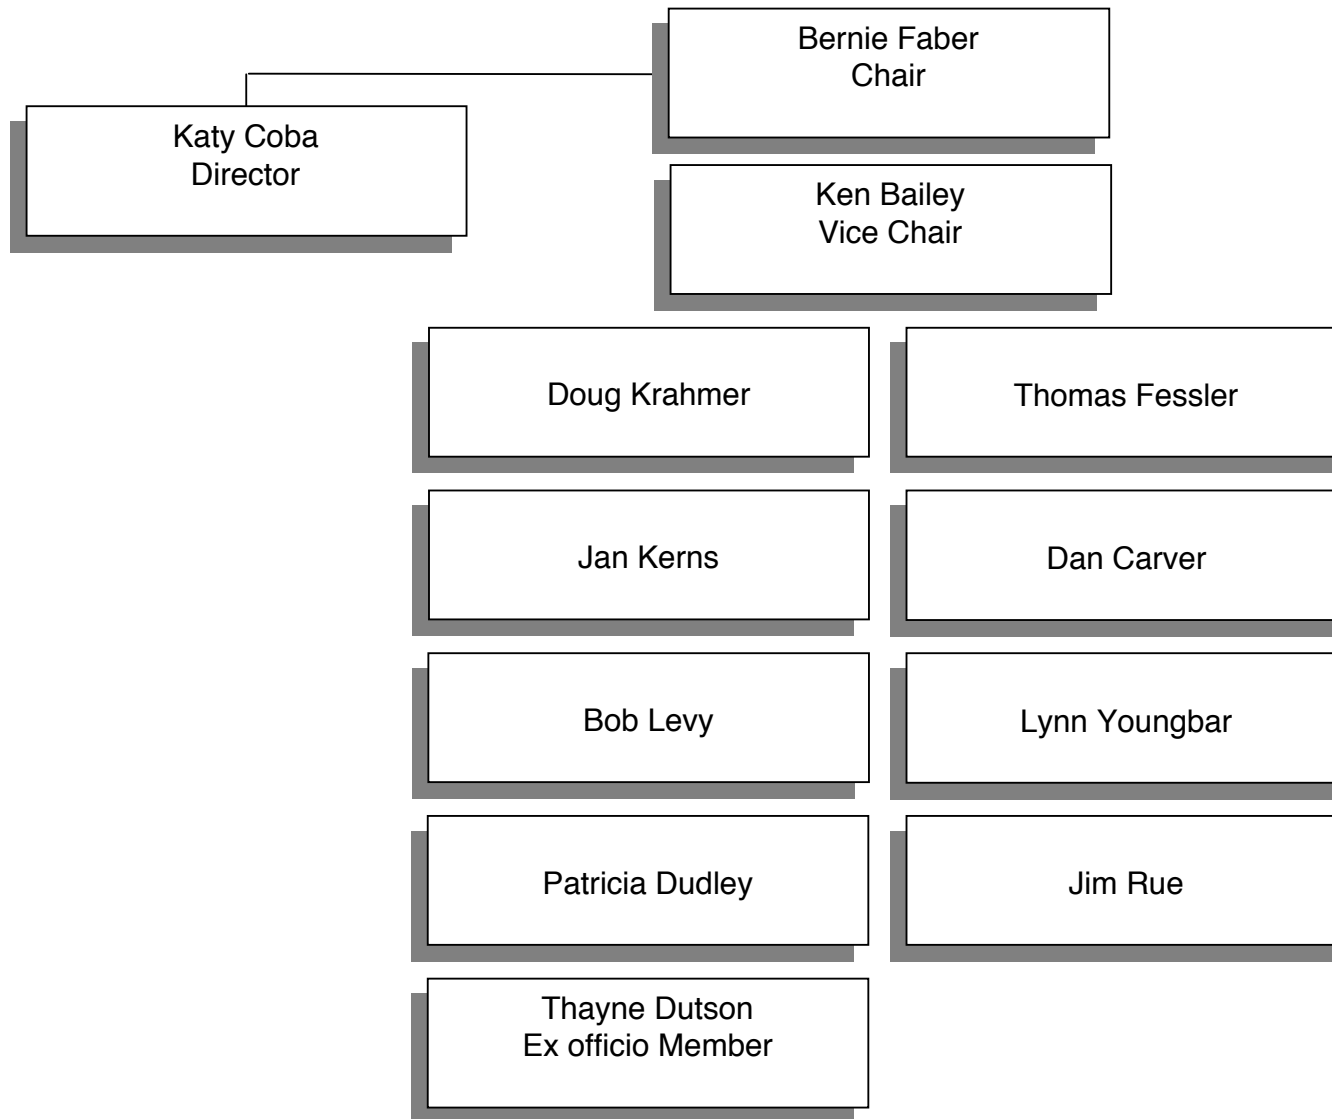 Bernie Faber
Chair
Katy Coba
Director
Ken Bailey
Vice Chair
Doug Krahmer
Thomas Fessler
Jan Kerns
Dan Carver
Bob Levy
Lynn Youngbar
Patricia Dudley
Jim Rue
Thayne Dutson
Ex officio Member